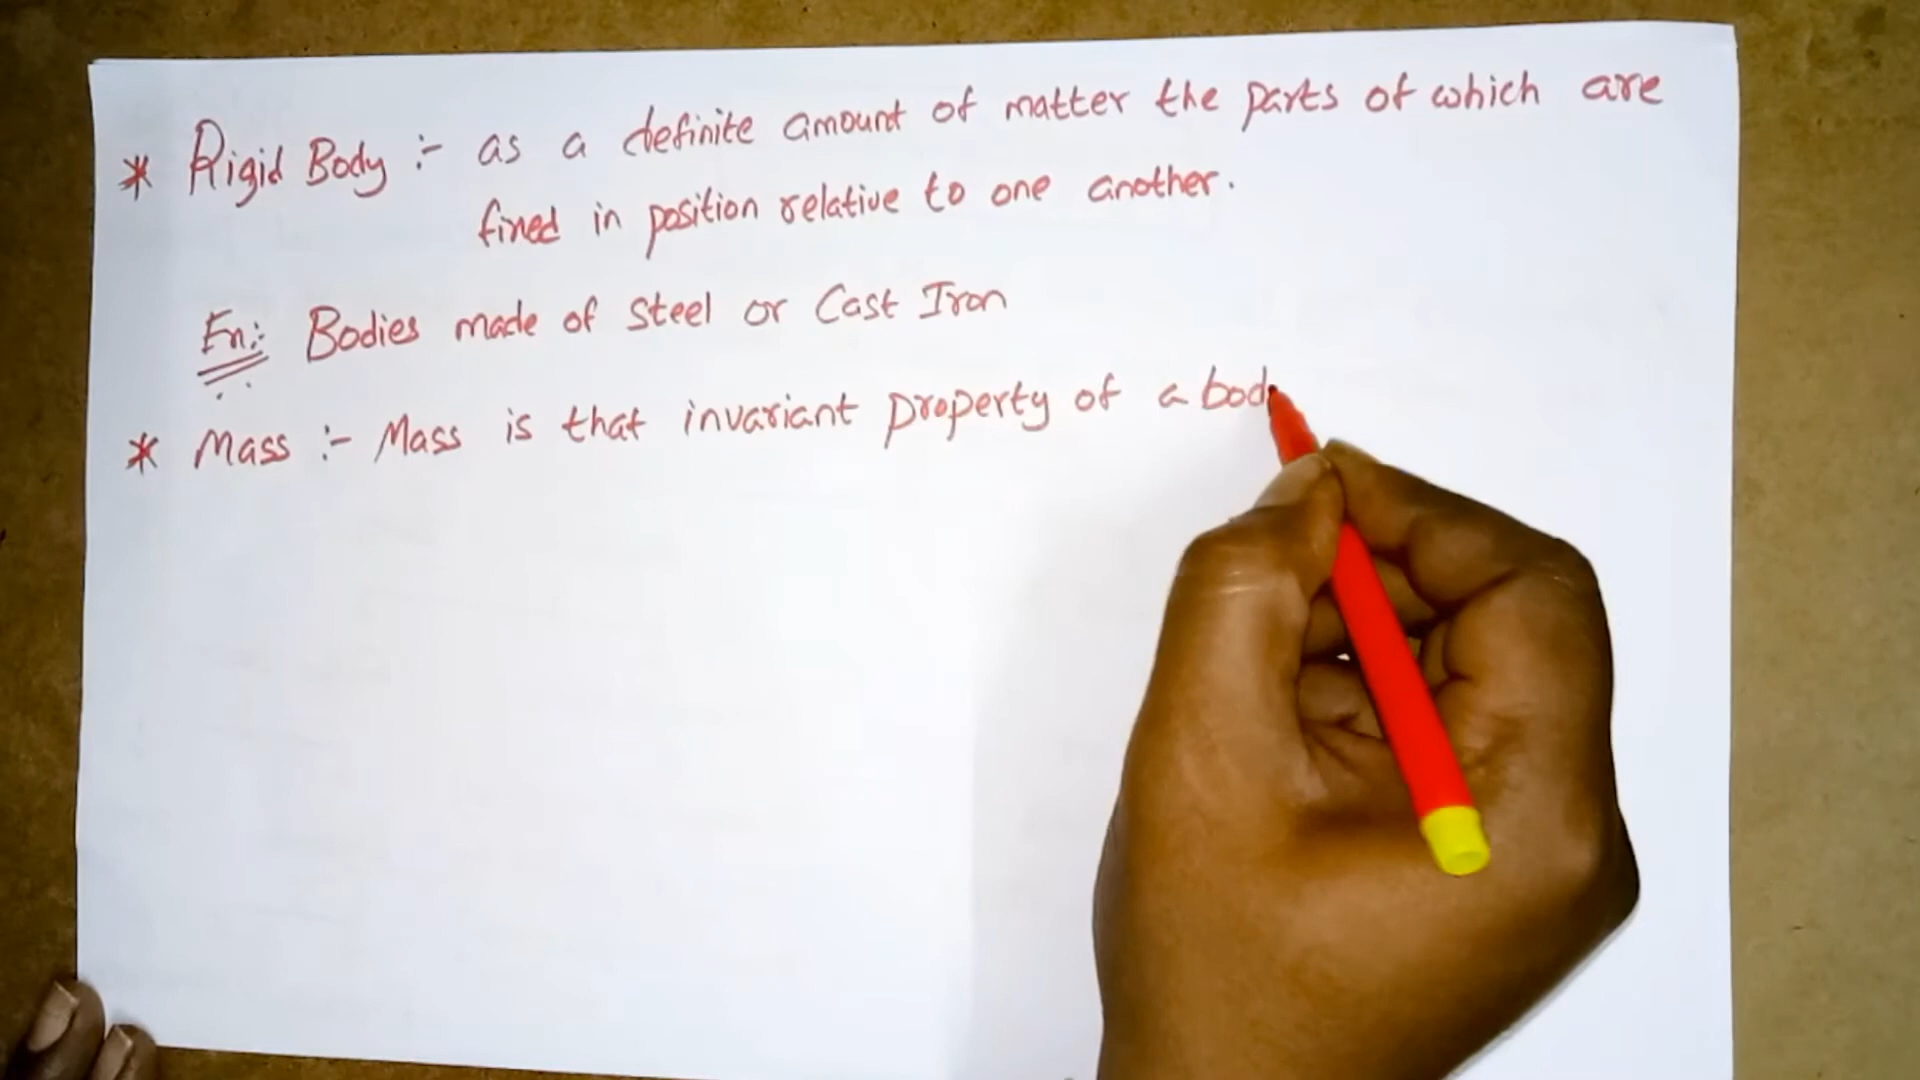 * Rigid Body :- as a definite amount of matter the parts of which are
fixed in position relative to one another.
Ex:- Bodies made of Steel or Cast Iron
* Mass :- Mass is that invariant property of a bod